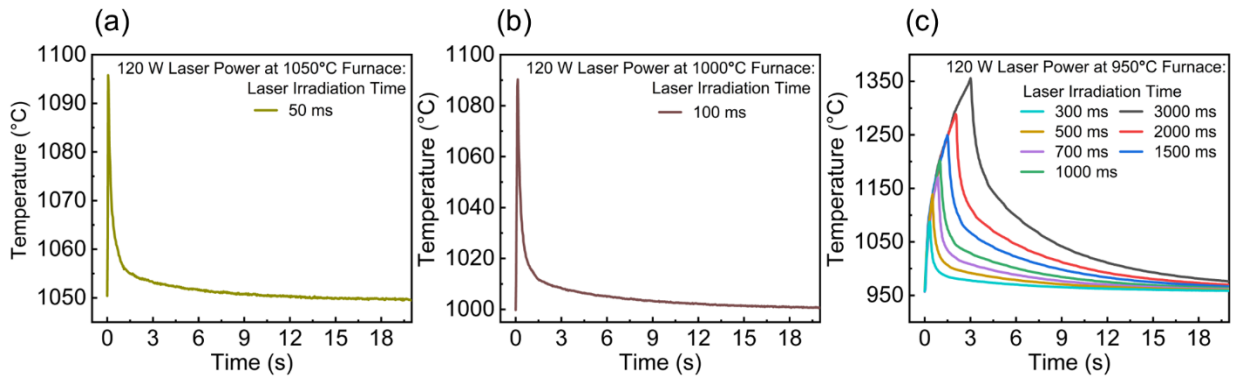 (a)
120 W Laser Power at 1050°C Furnace:
Laser Irradiation Time
50 ms
1100
1090
1080
1070
1060
1050
Temperature (°C)
0 3 6 9 12 15 18
Time (s)
(b)
120 W Laser Power at 1000°C Furnace:
Laser Irradiation Time
100 ms
1100
1080
1060
1040
1020
1000
Temperature (°C)
0 3 6 9 12 15 18
Time (s)
(c)
120 W Laser Power at 950°C Furnace:
Laser Irradiation Time
300 ms 3000 ms
500 ms 2000 ms
700 ms 1500 ms
1000 ms
1350
1250
1150
1050
950
Temperature (°C)
0 3 6 9 12 15 18
Time (s)